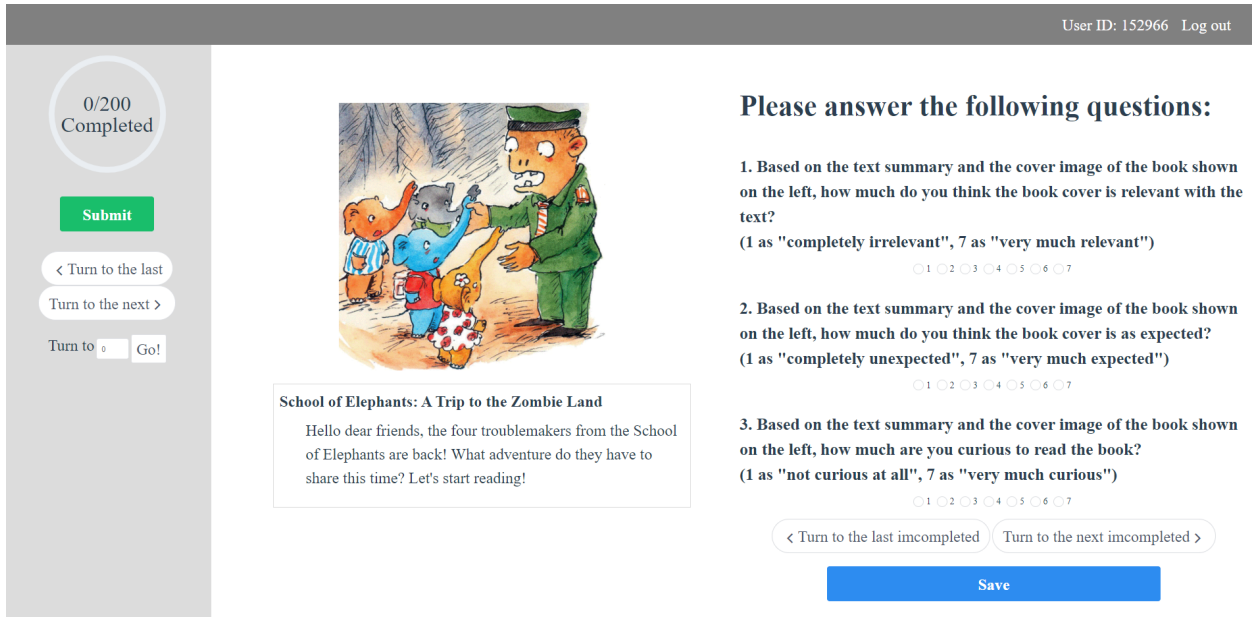 User ID: 152966 Log out
0/200
Completed
Submit
< Turn to the last
Turn to the next >
Turn to 0 Go!
School of Elephants: A Trip to the Zombie Land
Hello dear friends, the four troublemakers from the School
of Elephants are back! What adventure do they have to
share this time? Let's start reading!
Please answer the following questions:
1. Based on the text summary and the cover image of the book shown
on the left, how much do you think the book cover is relevant with the
text?
(1 as "completely irrelevant", 7 as "very much relevant")
1 2 3 4 5 6 7
2. Based on the text summary and the cover image of the book shown
on the left, how much do you think the book cover is as expected?
(1 as "completely unexpected", 7 as "very much expected")
1 2 3 4 5 6 7
3. Based on the text summary and the cover image of the book shown
on the left, how much are you curious to read the book?
(1 as "not curious at all", 7 as "very much curious")
1 2 3 4 5 6 7
< Turn to the last imcompleted
Turn to the next imcompleted >
Save